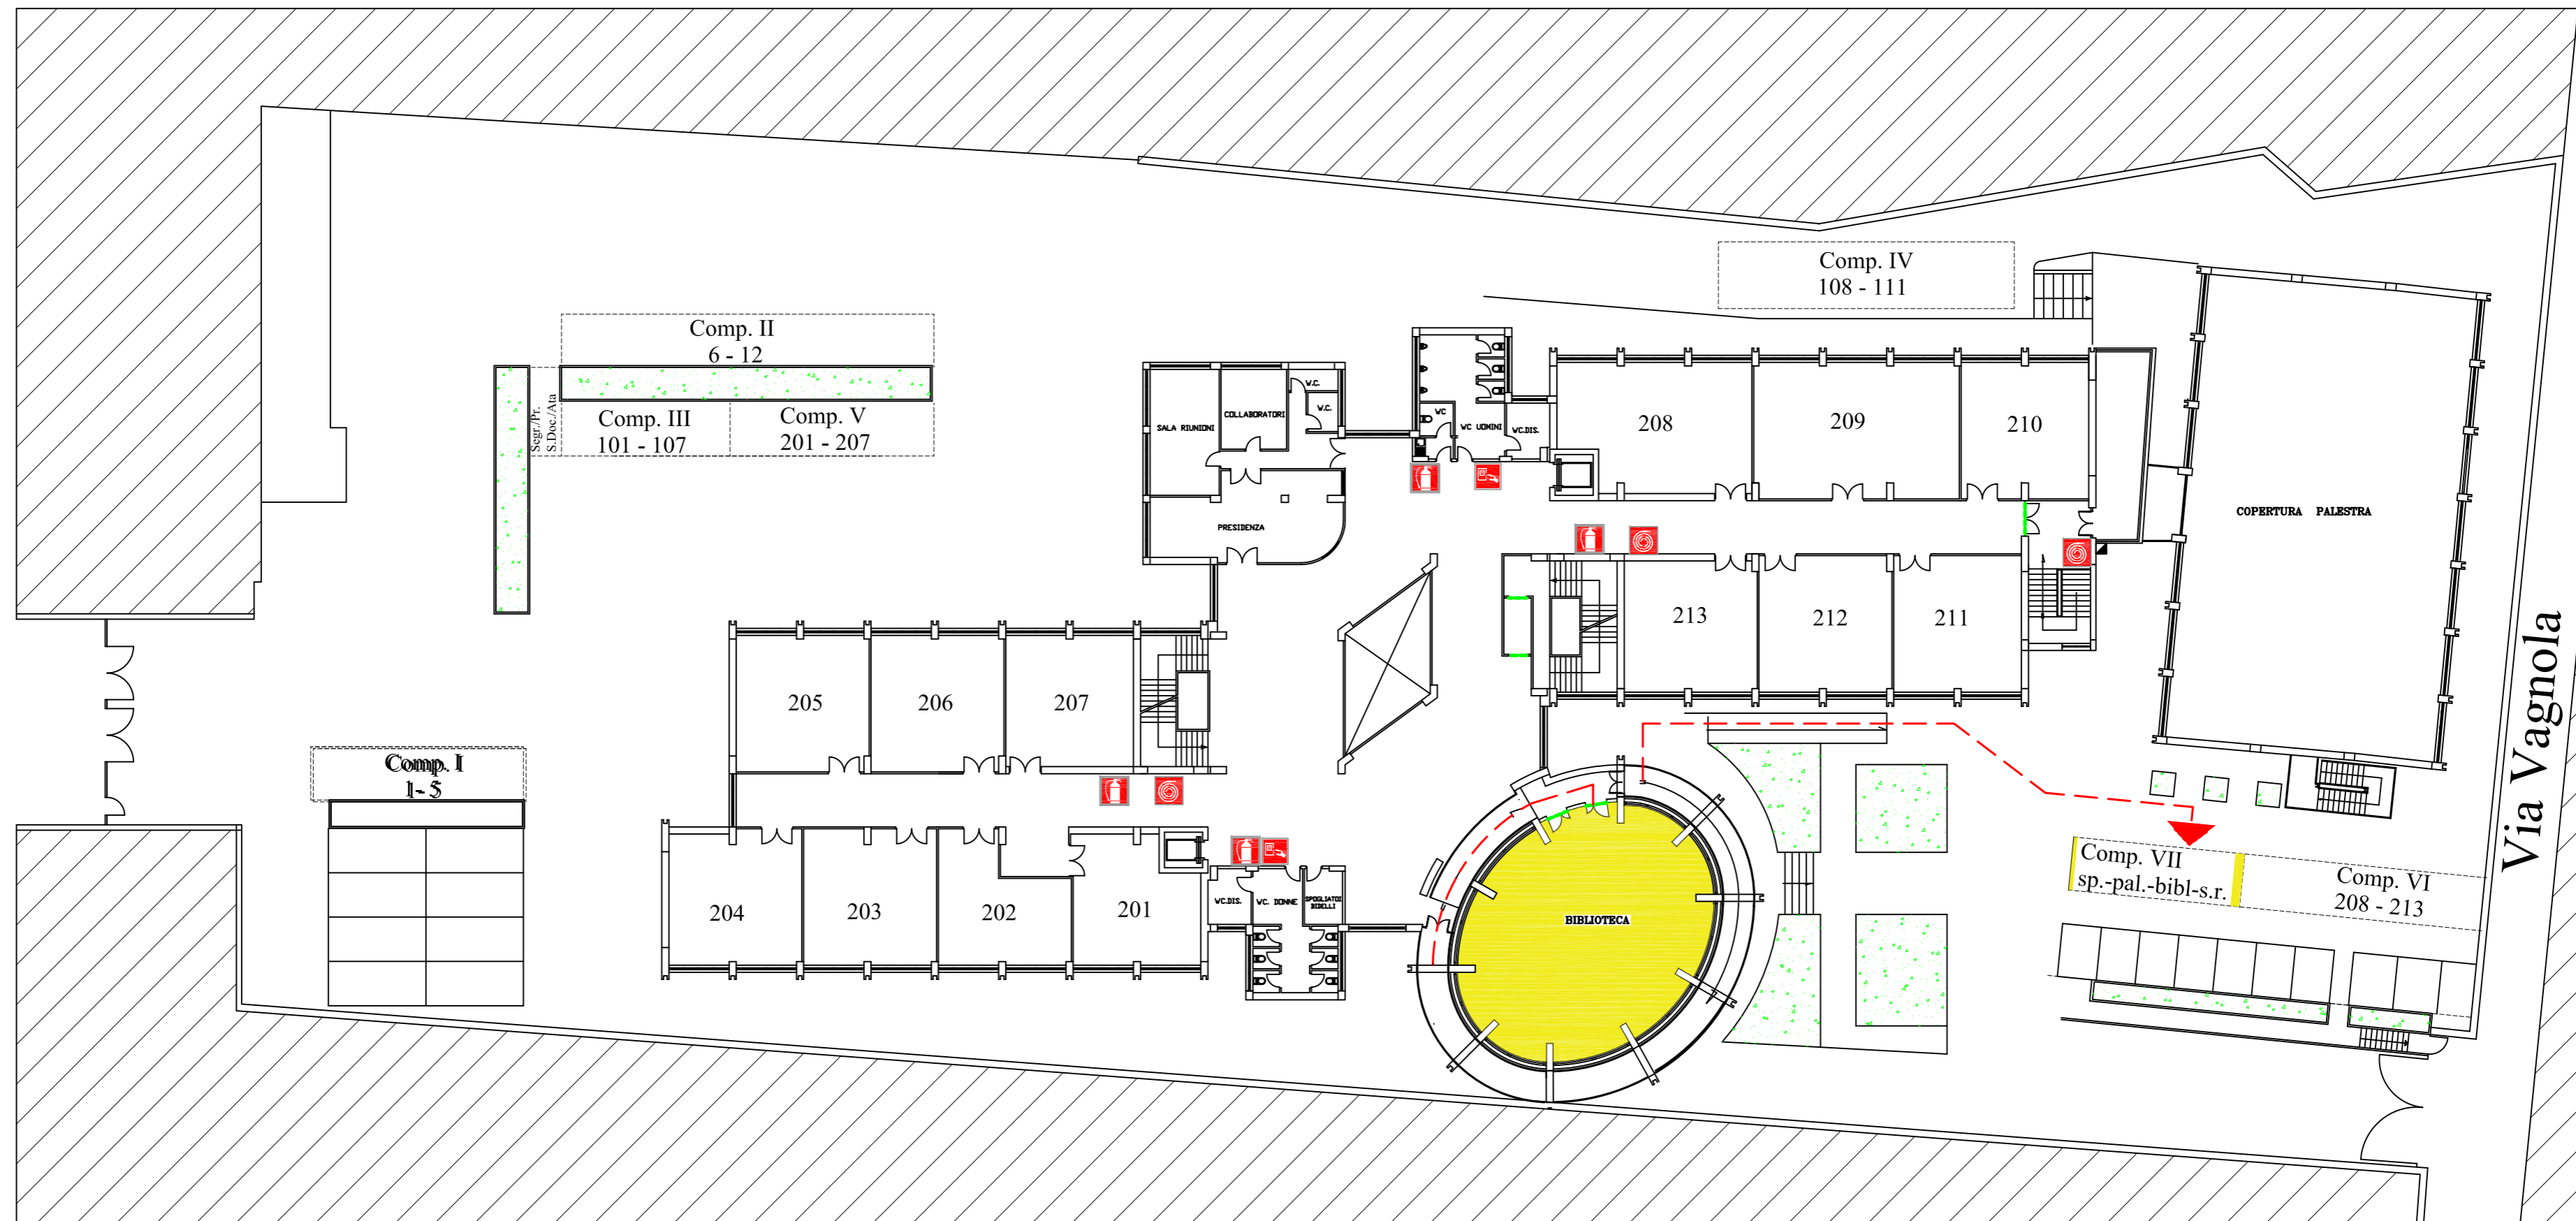 Comp. IV
108 - 111
Comp. II
6 - 12
Segr./Pr.
S.Doc./Ata
Comp. III
101 - 107
Comp. V
201 - 207
SALA RIUNIONI
COLLABORATORI
W.C.
W.C.
PRESIDENZA
WC
WC UOMINI
WC.DIS.
208
209
210
COPERTURA PALESTRA
213
212
211
205
206
207
Comp. I
1- 5
204
203
202
201
WC.DIS.
WC. DONNE
SPOGLIATOI
BIDELLI
BIBLIOTECA
Comp. VII
sp.-pal.-bibl-s.r.
Comp. VI
208 - 213
Via Vagnola